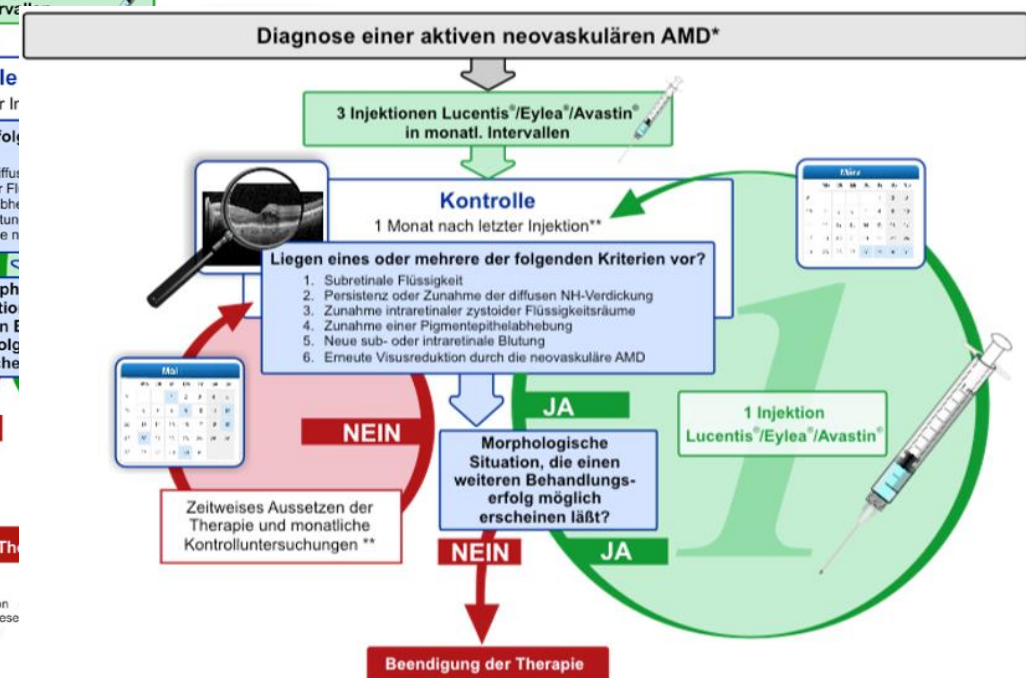 Diagnose einer aktiven neovaskulären AMD*
3 Injektionen Lucentis®/Eylea®/Avastin®
in monatl. Intervallen
Kontrolle
1 Monat nach letzter Injektion**
Liegen eines oder mehrere der folgenden Kriterien vor?
1. Subretinale Flüssigkeit
2. Persistenz oder Zunahme der diffusen NH-Verdickung
3. Zunahme intraretinaler zystoider Flüssigkeitsräume
4. Zunahme einer Pigmentepithelabhebung
5. Neue sub- oder intraretinale Blutung
6. Erneute Visusreduktion durch die neovaskuläre AMD
März
Mai
NEIN
JA
1
1 Injektion
Lucentis®/Eylea®/Avastin®
Morphologische
Situation, die einen
weiteren Behandlungs-
erfolg möglich
erscheinen läßt?
Zeitweises Aussetzen der
Therapie und monatliche
Kontrolluntersuchungen **
NEIN
JA
Beendigung der Therapie